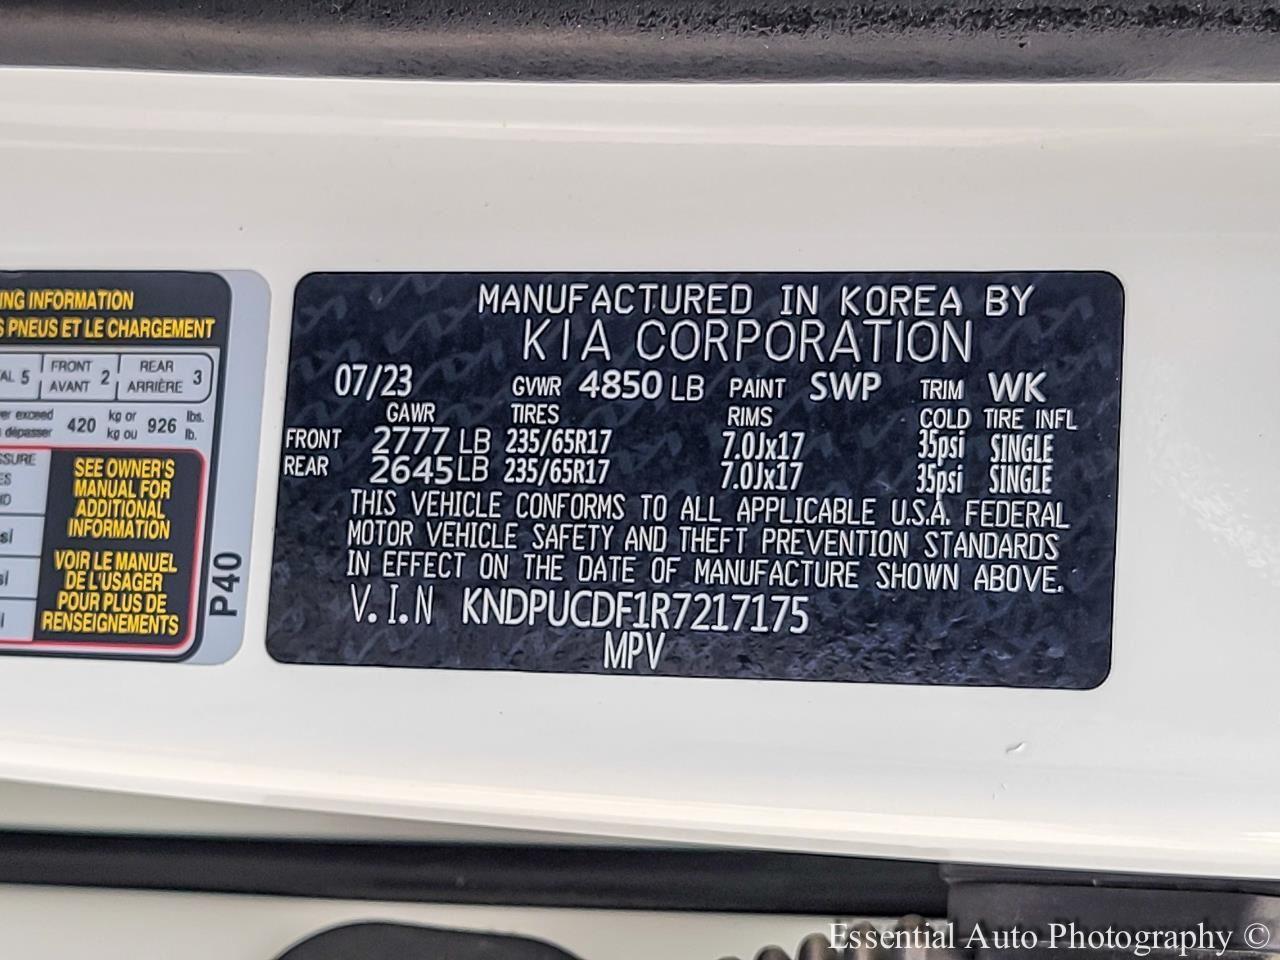 ING INFORMATION
S PNEUS ET LE CHARGEMENT
AL 5 FRONT AVANT 2 REAR ARRIÈRE 3
er exceed
dépasser 420 kg or kg ou 926 lbs. lb.
SSURE
ES
ID
si
si
i
SEE OWNER'S
MANUAL FOR
ADDITIONAL
INFORMATION
VOIR LE MANUEL
DE L'USAGER
POUR PLUS DE
RENSEIGNEMENTS
P40
MANUFACTURED IN KOREA BY
KIA CORPORATION
07/23 GVWR 4850 LB PAINT SWP TRIM WK
GAWR TIRES RIMS COLD TIRE INFL
FRONT 2777 LB 235/65R17 7.0Jx17 35psi SINGLE
REAR 2645 LB 235/65R17 7.0Jx17 35psi SINGLE
THIS VEHICLE CONFORMS TO ALL APPLICABLE U.S.A. FEDERAL
MOTOR VEHICLE SAFETY AND THEFT PREVENTION STANDARDS
IN EFFECT ON THE DATE OF MANUFACTURE SHOWN ABOVE.
V.I.N KNDPUCDF1R7217175
MPV
Essential Auto Photography ©